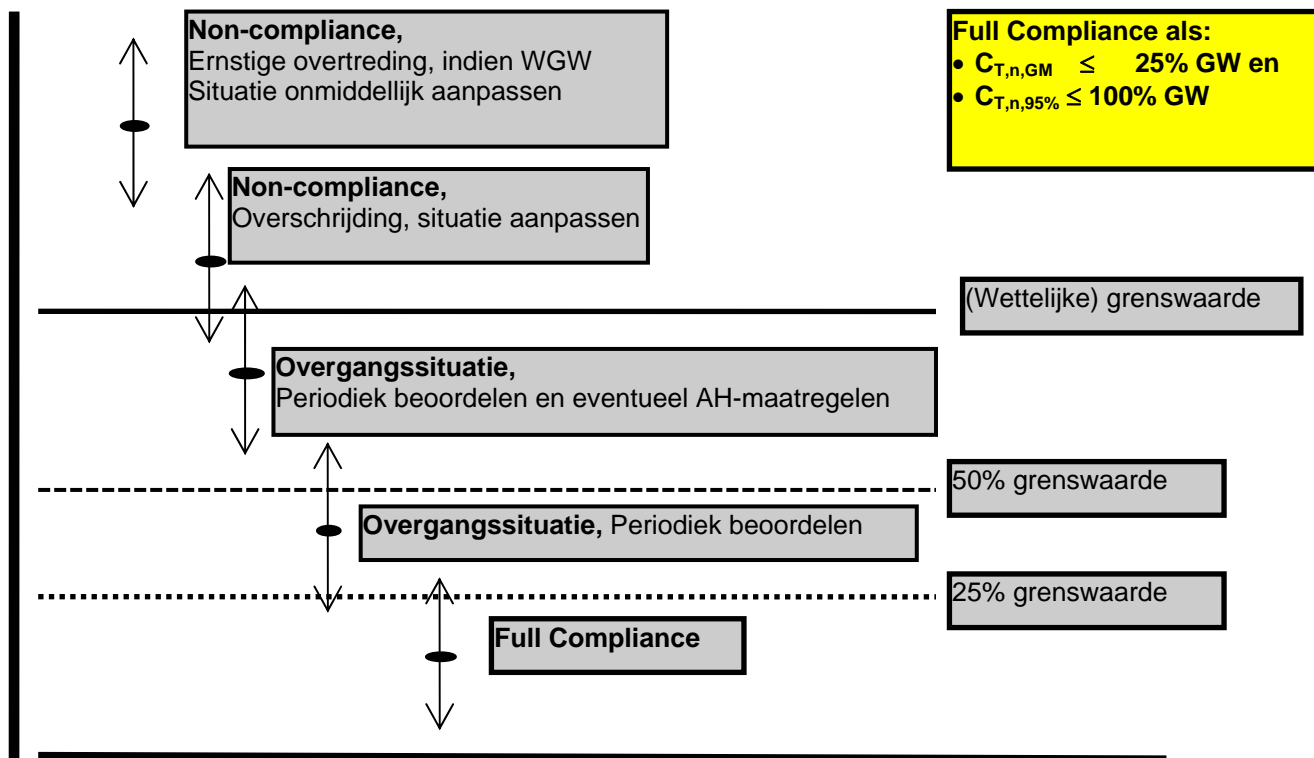 Non-compliance,
Ernstige overtreding, indien WGW
Situatie onmiddellijk aanpassen
Full Compliance als:
• C_T,n,GM ≤ 25% GW en
• C_T,n,95% ≤ 100% GW
Non-compliance,
Overschrijding, situatie aanpassen
(Wettelijke) grenswaarde
Overgangssituatie,
Periodiek beoordelen en eventueel AH-maatregelen
50% grenswaarde
Overgangssituatie, Periodiek beoordelen
25% grenswaarde
Full Compliance